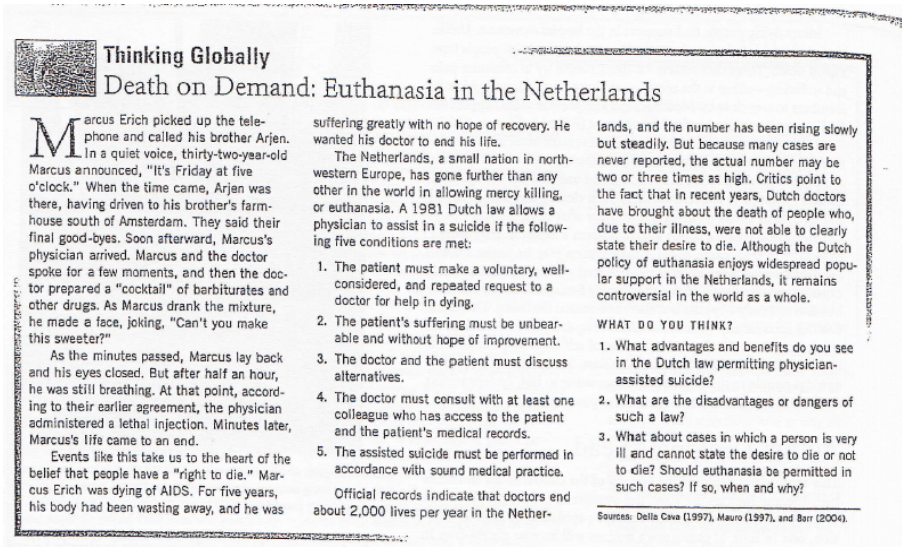 Thinking Globally
Death on Demand: Euthanasia in the Netherlands
Marcus Erich picked up the tele-
phone and called his brother Arjen.
In a quiet voice, thirty-two-year-old
Marcus announced, "It's Friday at five
o'clock." When the time came, Arjen was
there, having driven to his brother's farm-
house south of Amsterdam. They said their
final good-byes. Soon afterward, Marcus's
physician arrived. Marcus and the doctor
spoke for a few moments, and then the doc-
tor prepared a "cocktail" of barbiturates and
other drugs. As Marcus drank the mixture,
he made a face, joking, "Can't you make
this sweeter?"
As the minutes passed, Marcus lay back
and his eyes closed. But after half an hour,
he was still breathing. At that point, accord-
ing to their earlier agreement, the physician
administered a lethal injection. Minutes later,
Marcus's life came to an end.
Events like this take us to the heart of the
belief that people have a "right to die." Mar-
cus Erich was dying of AIDS. For five years,
his body had been wasting away, and he was
suffering greatly with no hope of recovery. He
wanted his doctor to end his life.
The Netherlands, a small nation in north-
western Europe, has gone further than any
other in the world in allowing mercy killing,
or euthanasia. A 1981 Dutch law allows a
physician to assist in a suicide if the follow-
ing five conditions are met:
1. The patient must make a voluntary, well-
considered, and repeated request to a
doctor for help in dying.
2. The patient's suffering must be unbear-
able and without hope of improvement.
3. The doctor and the patient must discuss
alternatives.
4. The doctor must consult with at least one
colleague who has access to the patient
and the patient's medical records.
5. The assisted suicide must be performed in
accordance with sound medical practice.
Official records indicate that doctors end
about 2,000 lives per year in the Nether-
lands, and the number has been rising slowly
but steadily. But because many cases are
never reported, the actual number may be
two or three times as high. Critics point to
the fact that in recent years, Dutch doctors
have brought about the death of people who,
due to their illness, were not able to clearly
state their desire to die. Although the Dutch
policy of euthanasia enjoys widespread popu-
lar support in the Netherlands, it remains
controversial in the world as a whole.
WHAT DO YOU THINK?
1. What advantages and benefits do you see
in the Dutch law permitting physician-
assisted suicide?
2. What are the disadvantages or dangers of
such a law?
3. What about cases in which a person is very
ill and cannot state the desire to die or not
to die? Should euthanasia be permitted in
such cases? If so, when and why?
Sources: Della Cava (1997), Mauro (1997), and Barr (2004).